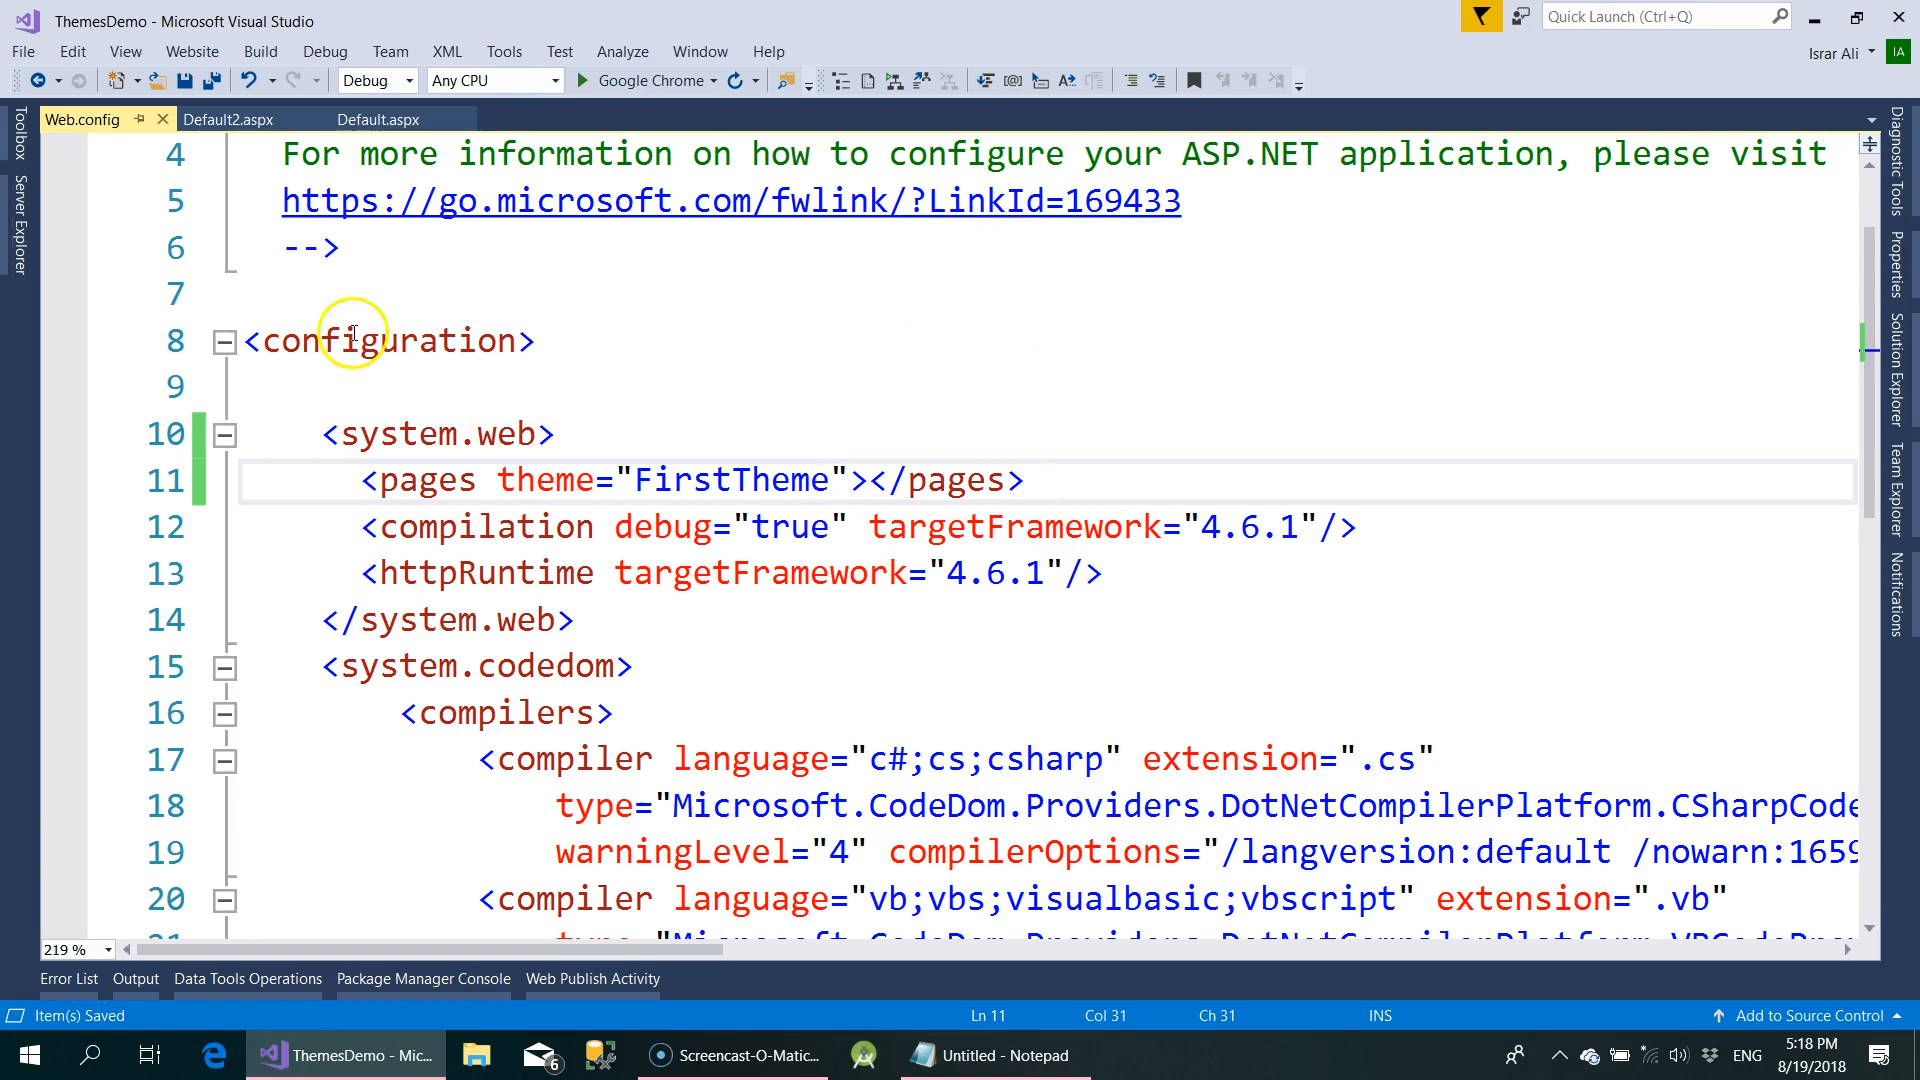 ThemesDemo - Microsoft Visual Studio
Quick Launch (Ctrl+Q)
File Edit View Website Build Debug Team XML Tools Test Analyze Window Help
Israr Ali IA
Debug Any CPU Google Chrome
Web.config Default2.aspx Default.aspx
Toolbox
Server Explorer
4 For more information on how to configure your ASP.NET application, please visit
5 https://go.microsoft.com/fwlink/?LinkId=169433
6 -->
7
8 <configuration>
9
10 <system.web>
11 <pages theme="FirstTheme"></pages>
12 <compilation debug="true" targetFramework="4.6.1"/>
13 <httpRuntime targetFramework="4.6.1"/>
14 </system.web>
15 <system.codedom>
16 <compilers>
17 <compiler language="c#;cs;csharp" extension=".cs"
18 type="Microsoft.CodeDom.Providers.DotNetCompilerPlatform.CSharpCode
19 warningLevel="4" compilerOptions="/langversion:default /nowarn:1659
20 <compiler language="vb;vbs;visualbasic;vbscript" extension=".vb"
Diagnostic Tools
Properties
Solution Explorer
Team Explorer
Notifications
219 %
Error List Output Data Tools Operations Package Manager Console Web Publish Activity
Item(s) Saved Ln 11 Col 31 Ch 31 INS Add to Source Control
ThemesDemo - Mic... 6 Screencast-O-Matic... Untitled - Notepad ENG 5:18 PM
8/19/2018